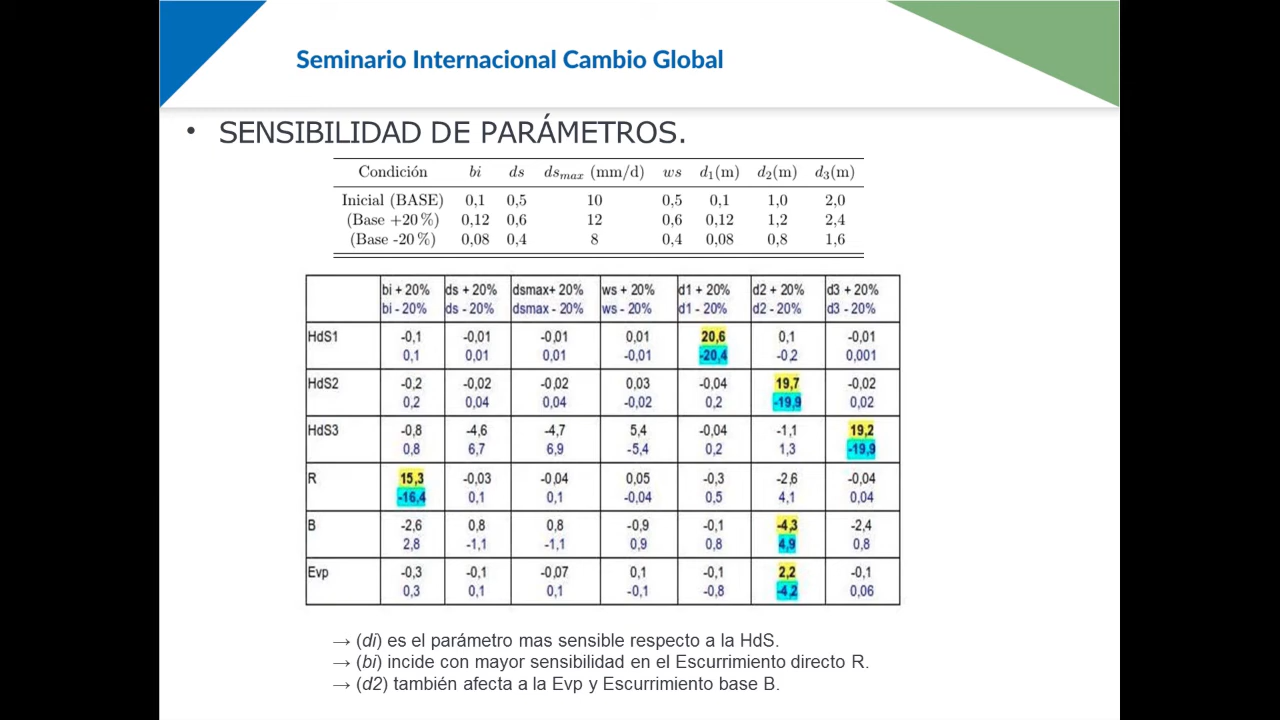 Seminario Internacional Cambio Global
• SENSIBILIDAD DE PARÁMETROS.
Condición bi ds dsmax (mm/d) ws d1(m) d2(m) d3(m)
Inicial (BASE) 0,1 0,5 10 0,5 0,1 1,0 2,0
(Base +20 %) 0,12 0,6 12 0,6 0,12 1,2 2,4
(Base -20 %) 0,08 0,4 8 0,4 0,08 0,8 1,6
bi + 20% ds + 20% dsmax+ 20% ws + 20% d1 + 20% d2 + 20% d3 + 20%
bi - 20% ds - 20% dsmax - 20% ws - 20% d1 - 20% d2 - 20% d3 - 20%
HdS1 -0,1 -0,01 -0,01 0,01 20,6 0,1 -0,01
0,1 0,01 0,01 -0,01 -20,4 -0,2 0,001
HdS2 -0,2 -0,02 -0,02 0,03 -0,04 19,7 -0,02
0,2 0,04 0,04 -0,02 0,2 -19,9 0,02
HdS3 -0,8 -4,6 -4,7 5,4 -0,04 -1,1 19,2
0,8 6,7 6,9 -5,4 0,2 1,3 -19,9
R 15,3 -0,03 -0,04 0,05 -0,3 -2,6 -0,04
-16,4 0,1 0,1 -0,04 0,5 4,1 0,04
B -2,6 0,8 0,8 -0,9 -0,1 -4,3 -2,4
2,8 -1,1 -1,1 0,9 0,8 4,9 0,8
Evp -0,3 -0,1 -0,07 0,1 -0,1 2,2 -0,1
0,3 0,1 0,1 -0,1 -0,8 -4,2 0,06
→ (di) es el parámetro mas sensible respecto a la HdS.
→ (bi) incide con mayor sensibilidad en el Escurrimiento directo R.
→ (d2) también afecta a la Evp y Escurrimiento base B.